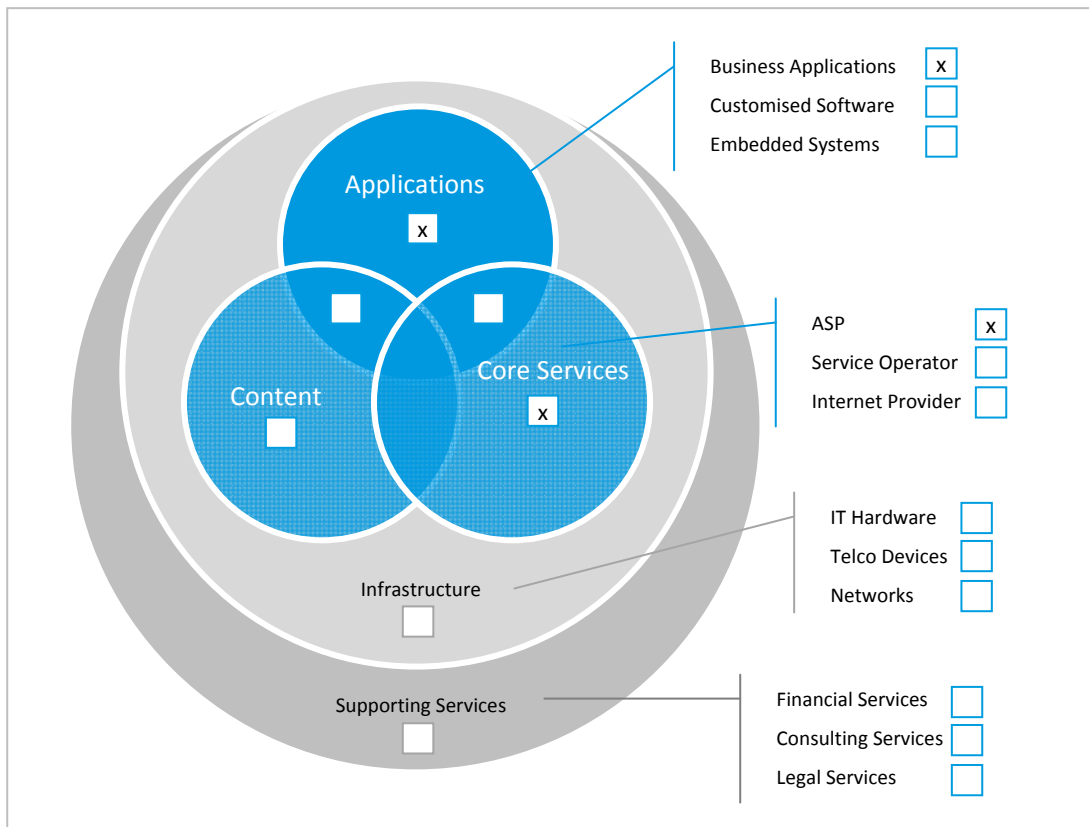 Business Applications x
Customised Software
Embedded Systems
Applications
x
ASP x
Service Operator
Internet Provider
Core Services
x
Content
IT Hardware
Telco Devices
Networks
Infrastructure
Supporting Services
Financial Services
Consulting Services
Legal Services